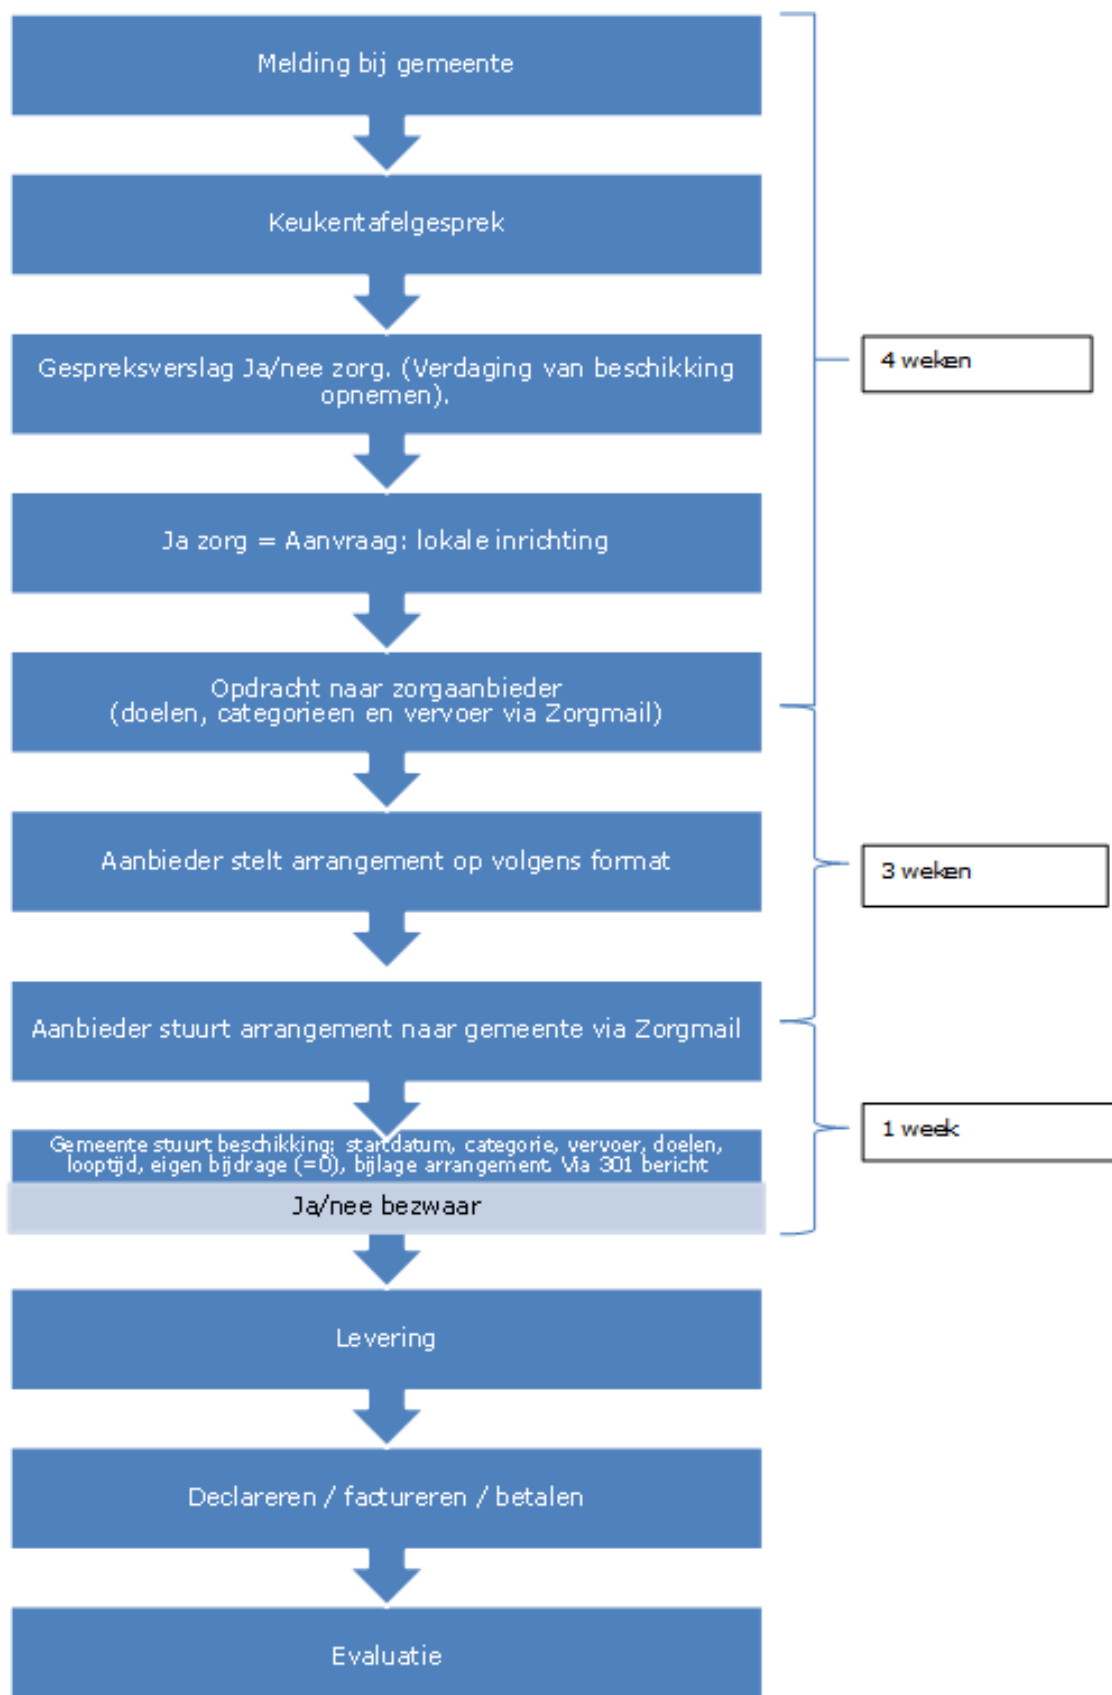 Melding bij gemeente
Keukentafelgesprek
Gespreksverslag Ja/nee zorg. (Verdaging van beschikking
opnemen).
4 weken
Ja zorg = Aanvraag: lokale inrichting
Opdracht naar zorgaanbieder
(doelen, categorieen en vervoer via Zorgmail)
Aanbieder stelt arrangement op volgens format
3 weken
Aanbieder stuurt arrangement naar gemeente via Zorgmail
Gemeente stuurt beschikking: startdatum, categorie, vervoer, doelen,
looptijd, eigen bijdrage (=0), bijlage arrangement. Via 301 bericht
1 week
Ja/nee bezwaar
Levering
Declareren / factureren / betalen
Evaluatie